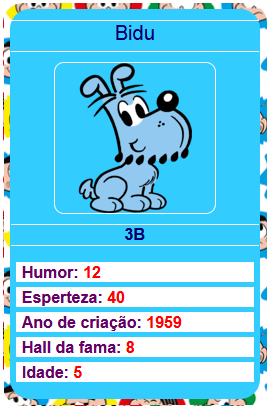 Bidu
3B
Humor: 12
Esperteza: 40
Ano de criação: 1959
Hall da fama: 8
Idade: 5